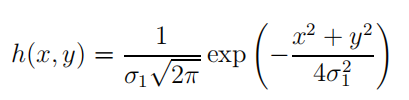 h(x, y) = \frac{1}{\sigma_1 \sqrt{2\pi}} \exp\left(-\frac{x^2 + y^2}{4\sigma_1^2}\right)